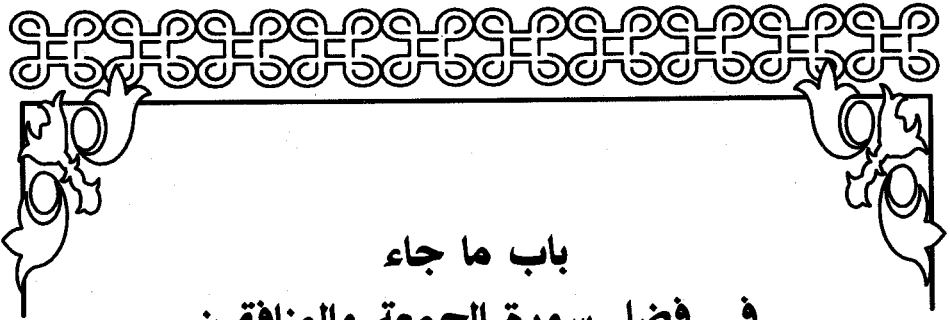 باب ما جاء
في فضل سورة الجمعة والمنافقين